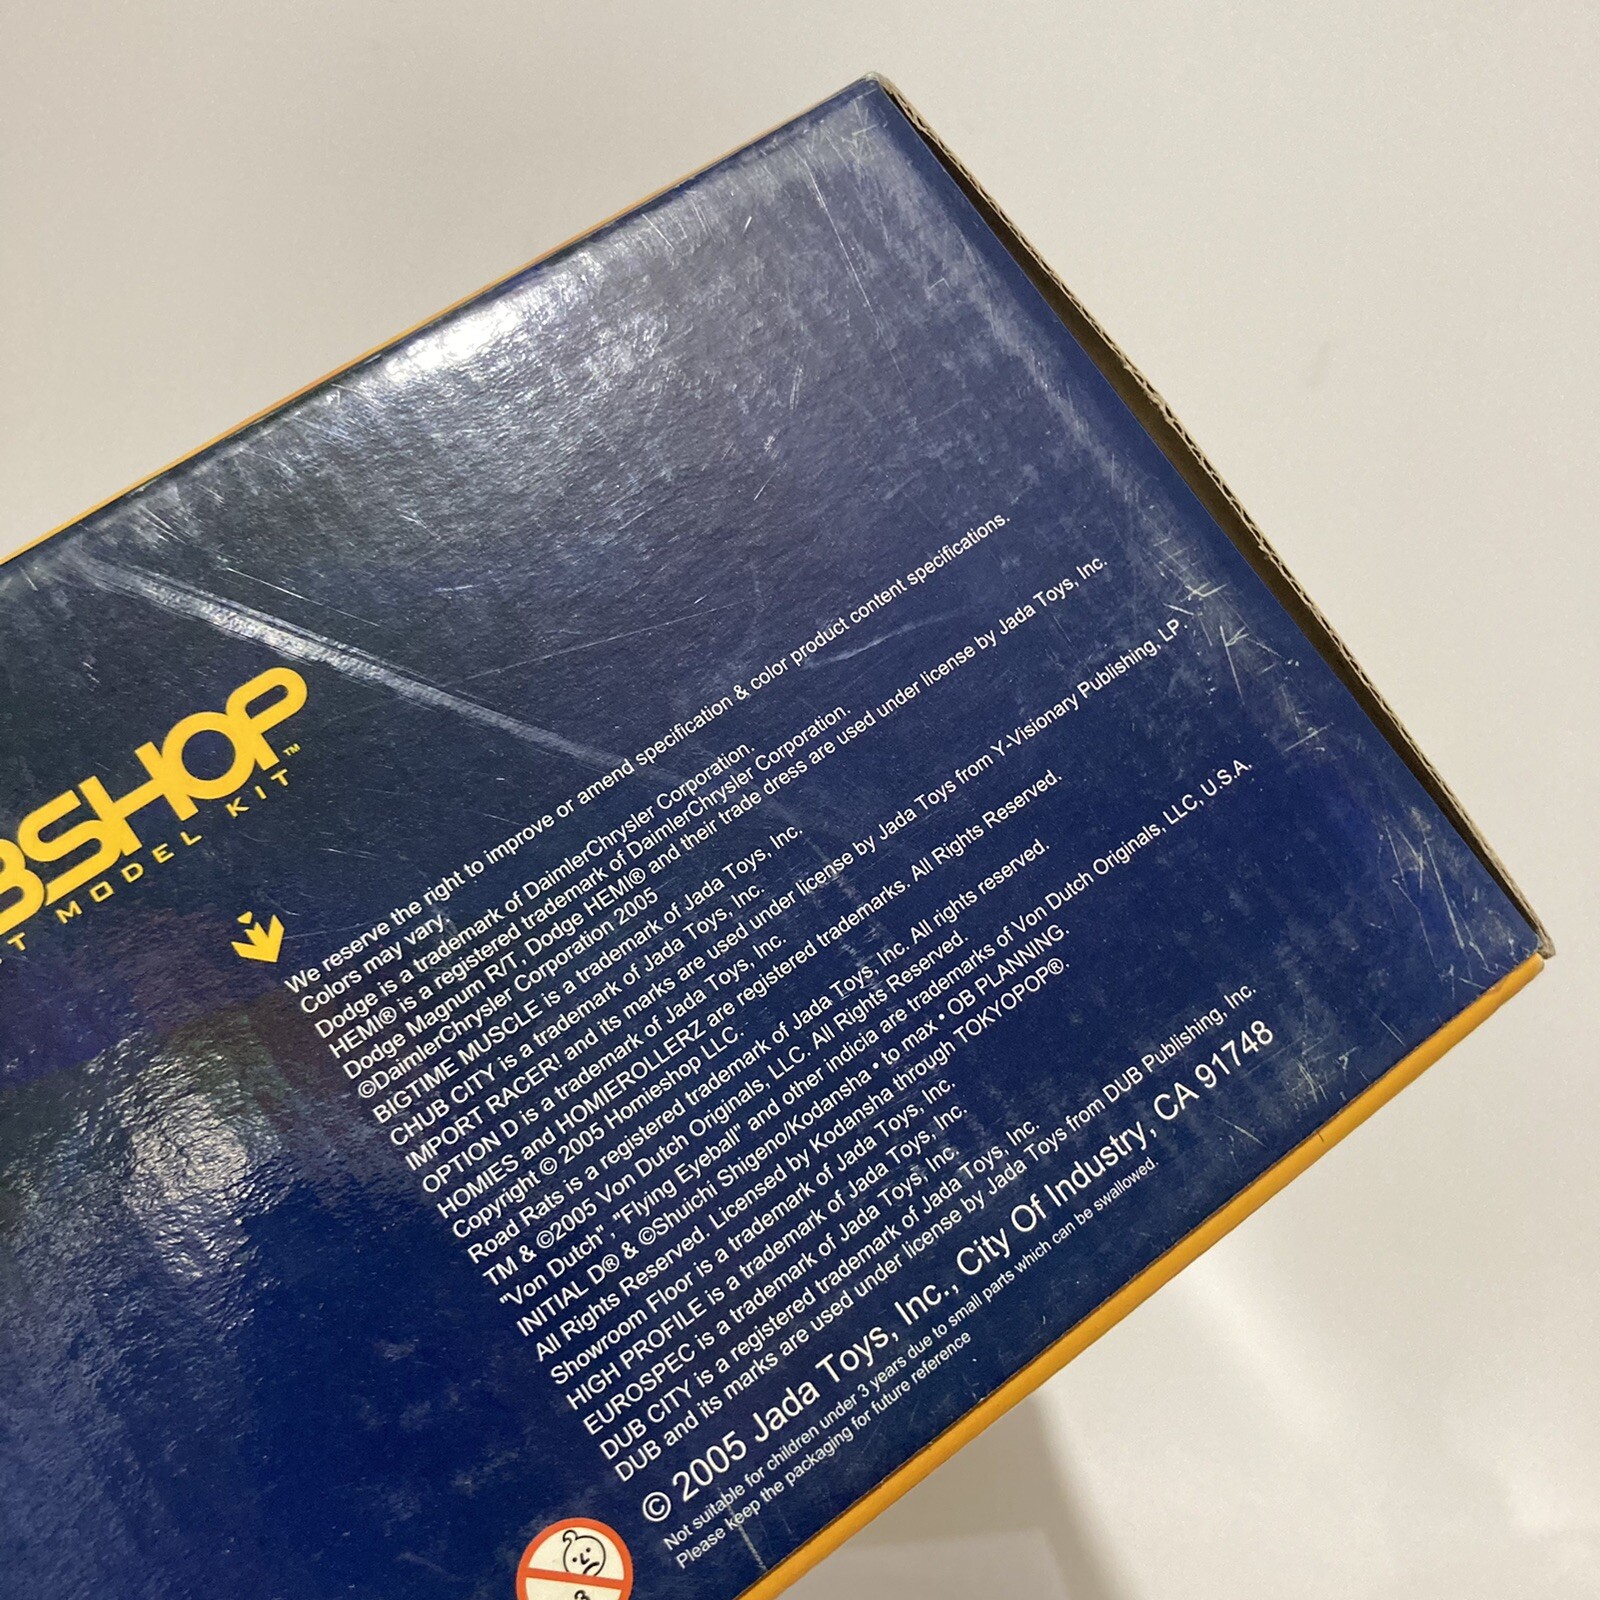 BSHOP™
T MODEL KIT
We reserve the right to improve or amend specification & color product content specifications.
Colors may vary.
Dodge is a trademark of DaimlerChrysler Corporation.
HEMI® is a registered trademark of DaimlerChrysler Corporation.
Dodge Magnum R/T, Dodge HEMI® and their trade dress are used under license by Jada Toys, Inc.
©DaimlerChrysler Corporation 2005
BIGTIME MUSCLE is a trademark of Jada Toys, Inc.
CHUB CITY is a trademark of Jada Toys, Inc.
IMPORT RACER! and its marks are used under license by Jada Toys from Y-Visionary Publishing, LP.
OPTION D is a trademark of Jada Toys, Inc.
HOMIES and HOMIEROLLERZ are registered trademarks. All Rights Reserved.
Copyright © 2005 Homieshop LLC.
Road Rats is a registered trademark of Jada Toys, Inc. All rights reserved.
TM & ©2005 Von Dutch Originals, LLC. All Rights Reserved.
"Von Dutch","Flying Eyeball" and other indicia are trademarks of Von Dutch Originals, LLC, U.S.A.
INITIAL D® & ©Shuichi Shigeno/Kodansha • to max • OB PLANNING.
All Rights Reserved. Licensed by Kodansha through TOKYOPOP®.
Showroom Floor is a trademark of Jada Toys, Inc.
HIGH PROFILE is a trademark of Jada Toys, Inc.
EUROSPEC is a trademark of Jada Toys, Inc.
DUB CITY is a registered trademark of Jada Toys, Inc.
DUB and its marks are used under license by Jada Toys from DUB Publishing, Inc.
© 2005 Jada Toys, Inc., City Of Industry, CA 91748
Not suitable for children under 3 years due to small parts which can be swallowed.
Please keep the packaging for future reference